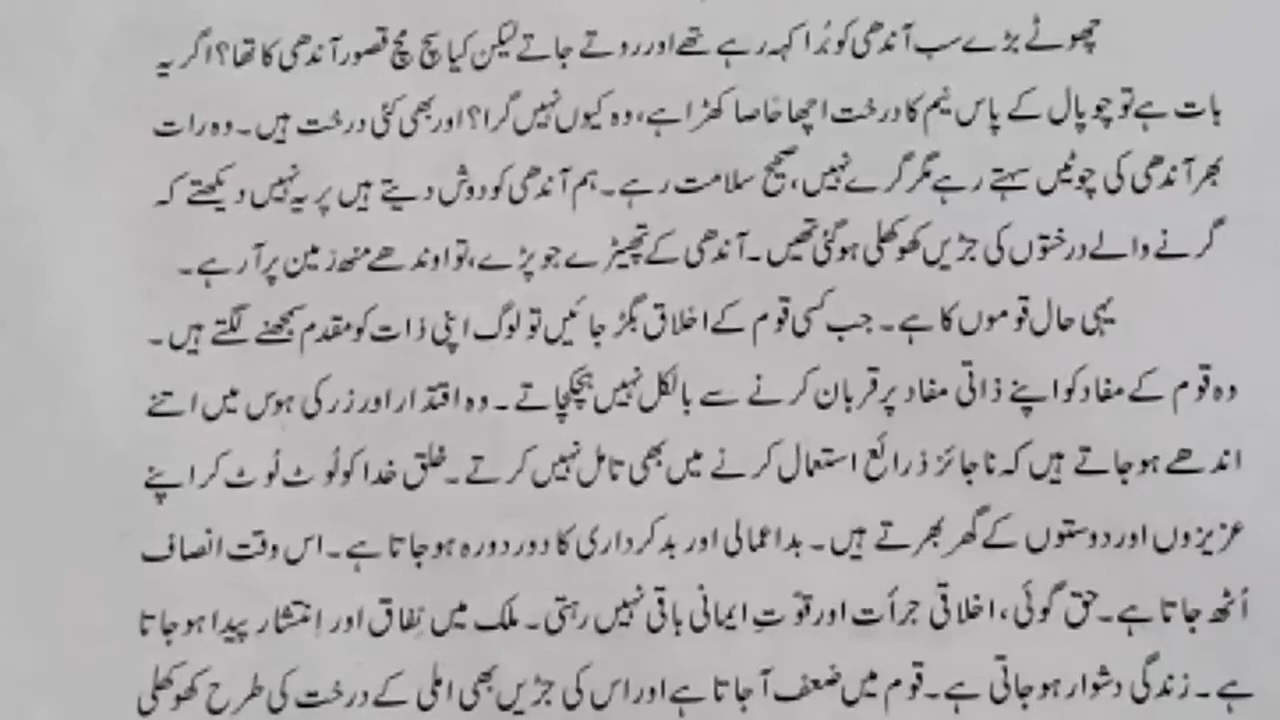 چھوٹے بڑے سب آندھی کو بُرا کہہ رہے تھے اور روتے جاتے لیکن کیا سچ مچ قصور آندھی کا تھا؟ اگر یہ
بات ہے تو چوپال کے پاس نیم کا درخت اچھا خاصا کھڑا ہے، وہ کیوں نہیں گرا؟ اور بھی کئی درخت ہیں۔ وہ رات
بھر آندھی کی چوٹیں سہتے رہے مگر گرے نہیں، صحیح سلامت رہے۔ ہم آندھی کو دوش دیتے ہیں پر یہ نہیں دیکھتے کہ
گرنے والے درختوں کی جڑیں کھوکھلی ہوگئی تھیں۔ آندھی کے تھپیڑے جو پڑے، تو اوندھے منھ زمین پر آ رہے۔
یہی حال قوموں کا ہے۔ جب کسی قوم کے اخلاق بگڑ جائیں تو لوگ اپنی ذات کو مقدم سمجھنے لگتے ہیں۔
وہ قوم کے مفاد کو اپنے ذاتی مفاد پر قربان کرنے سے بالکل نہیں ہچکچاتے۔ وہ اقتدار اور زر کی ہوس میں اتنے
اندھے ہوجاتے ہیں کہ ناجائز ذرائع استعمال کرنے میں بھی تامل نہیں کرتے۔ خلقِ خدا کو لُوٹ لُوٹ کر اپنے
عزیزوں اور دوستوں کے گھر بھرتے ہیں۔ بداعمالی اور بدکرداری کا دور دورہ ہوجاتا ہے۔ اس وقت انصاف
اُٹھ جاتا ہے۔ حق گوئی، اخلاقی جرأت اور قوّتِ ایمانی باقی نہیں رہتی۔ ملک میں نِفاق اور اِنتشار پیدا ہوجاتا
ہے۔ زندگی دشوار ہوجاتی ہے۔ قوم میں ضعف آجاتا ہے اور اس کی جڑیں بھی املی کے درخت کی طرح کھوکھلی